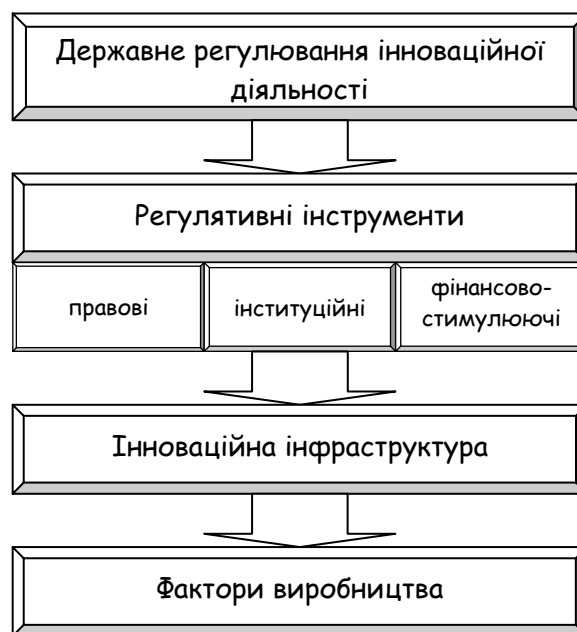 Державне регулювання інноваційної
діяльності
Регулятивні інструменти
правові
інституційні
фінансово-
стимулюючі
Інноваційна інфраструктура
Фактори виробництва